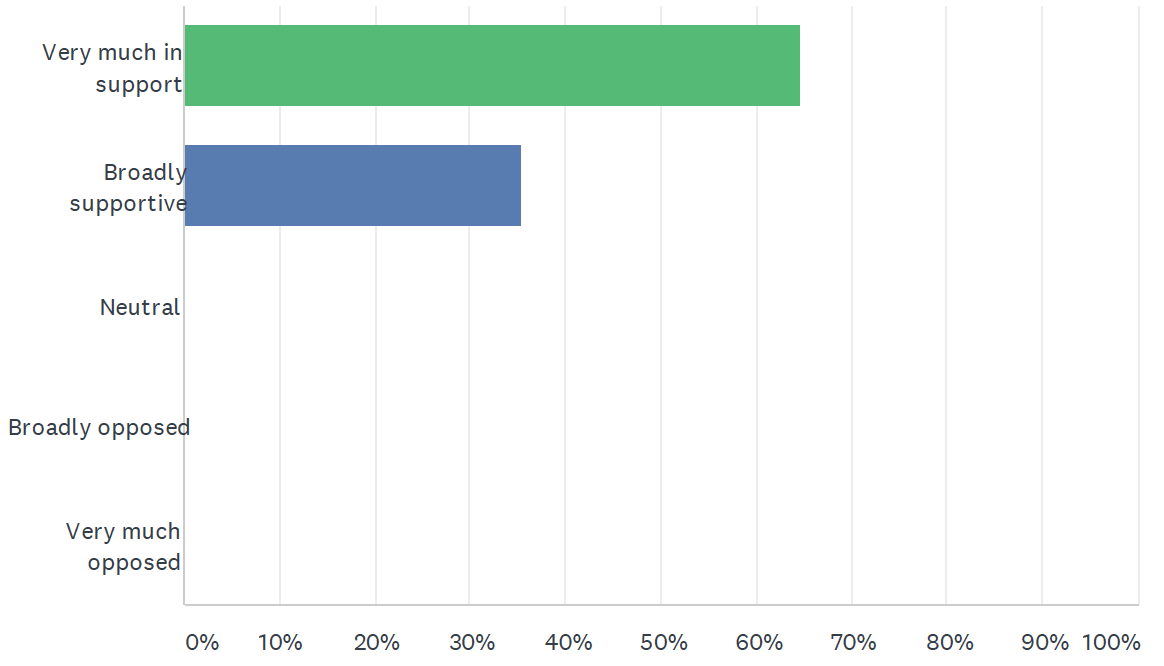 Very much in
support
Broadly
supportive
Neutral
Broadly opposed
Very much
opposed
0% 10% 20% 30% 40% 50% 60% 70% 80% 90% 100%